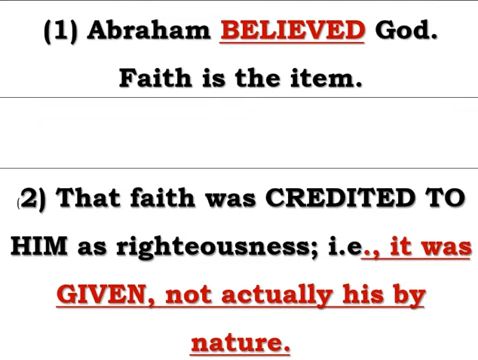 (1) Abraham BELIEVED God.
Faith is the item.
(2) That faith was CREDITED TO
HIM as righteousness; i.e., it was
GIVEN, not actually his by
nature.